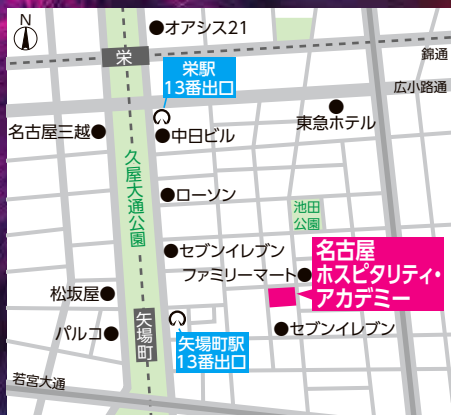 N
オアシス21
栄
錦通
栄駅
13番出口
広小路通
東急ホテル
名古屋三越
中日ビル
久屋大通公園
ローソン
池田
公園
セブンイレブン
ファミリーマート
名古屋
ホスピタリティ・
アカデミー
松坂屋
矢場町
パルコ
矢場町駅
13番出口
セブンイレブン
若宮大通